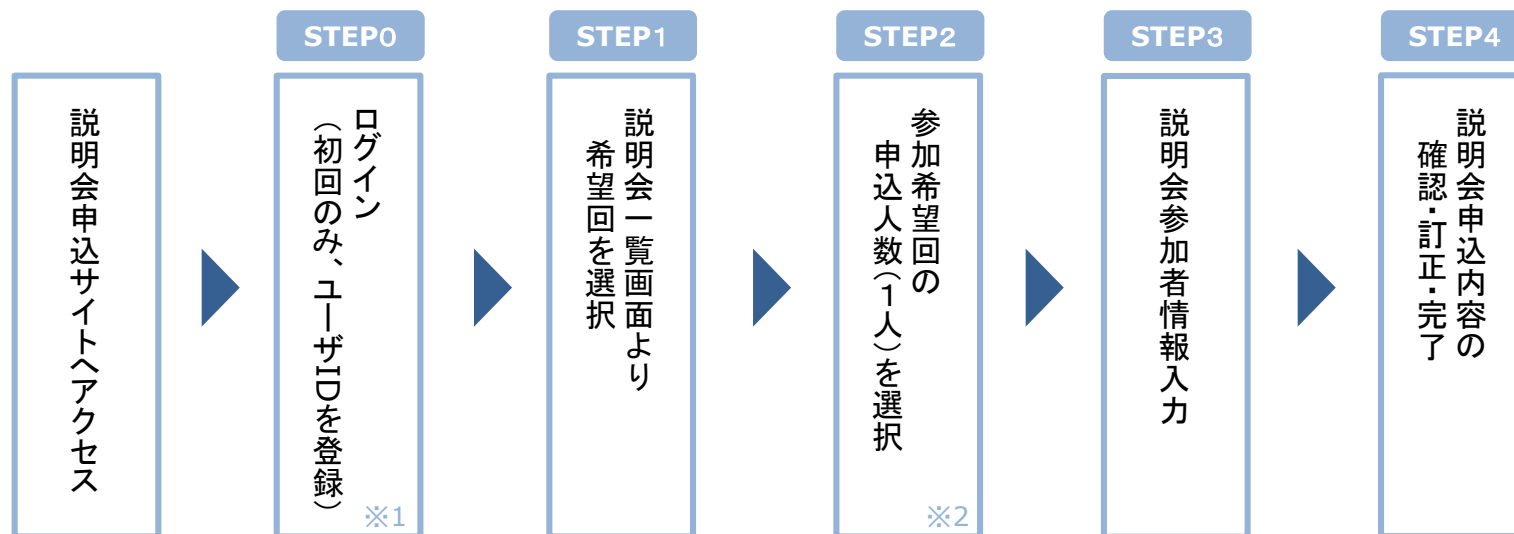 説明会申込サイトへアクセス
STEP0
ログイン
（初回のみ、ユーザIDを登録）
※1
STEP1
説明会一覧画面より
希望回を選択
STEP2
参加希望回の
申込人数（１人）を選択
※2
STEP3
説明会参加者情報入力
STEP4
説明会申込内容の
確認・訂正・完了